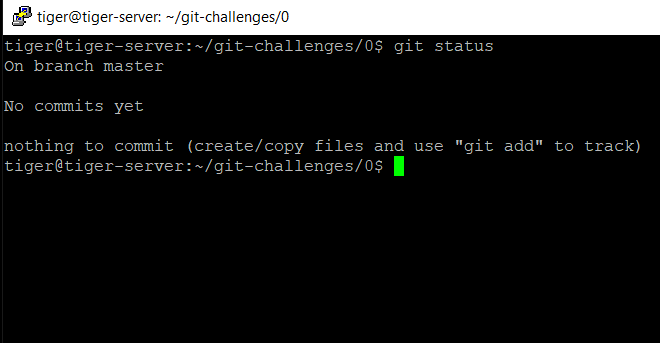 tiger@tiger-server: ~/git-challenges/0
tiger@tiger-server:~/git-challenges/0$ git status
On branch master
No commits yet
nothing to commit (create/copy files and use "git add" to track)
tiger@tiger-server:~/git-challenges/0$